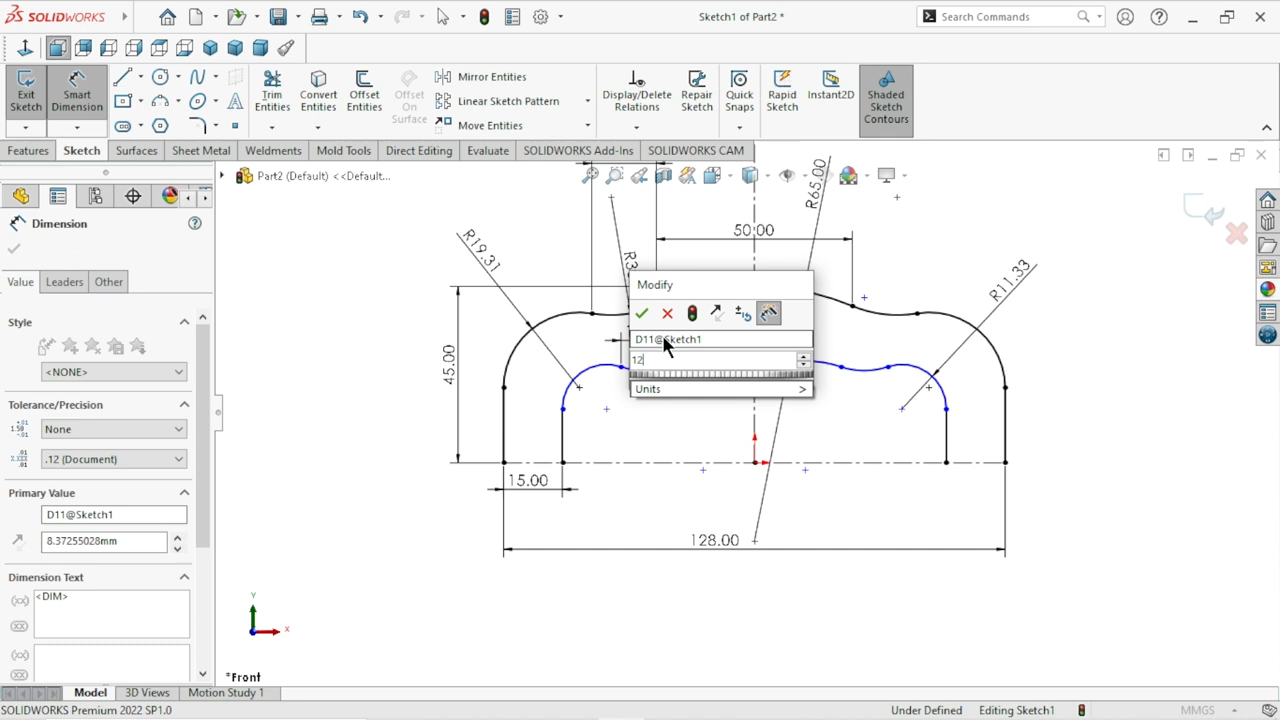 SOLIDWORKS
Sketch1 of Part2 *
Search Commands
Exit Sketch
Smart Dimension
Trim Entities
Convert Entities
Offset Entities
Offset On Surface
Mirror Entities
Linear Sketch Pattern
Move Entities
Display/Delete Relations
Repair Sketch
Quick Snaps
Rapid Sketch
Instant2D
Shaded Sketch Contours
Features
Sketch
Surfaces
Sheet Metal
Weldments
Mold Tools
Direct Editing
Evaluate
SOLIDWORKS Add-Ins
SOLIDWORKS CAM
Part2 (Default) <<Default...
Dimension
Value
Leaders
Other
Style
<NONE>
Tolerance/Precision
None
.12 (Document)
Primary Value
D11@Sketch1
8.37255028mm
Dimension Text
<DIM>
R65.00
50.00
R19.31
R11.33
45.00
15.00
128.00
Modify
D11@Sketch1
12
Units
Y
X
*Front
Model
3D Views
Motion Study 1
SOLIDWORKS Premium 2022 SP1.0
Under Defined
Editing Sketch1
MMGS